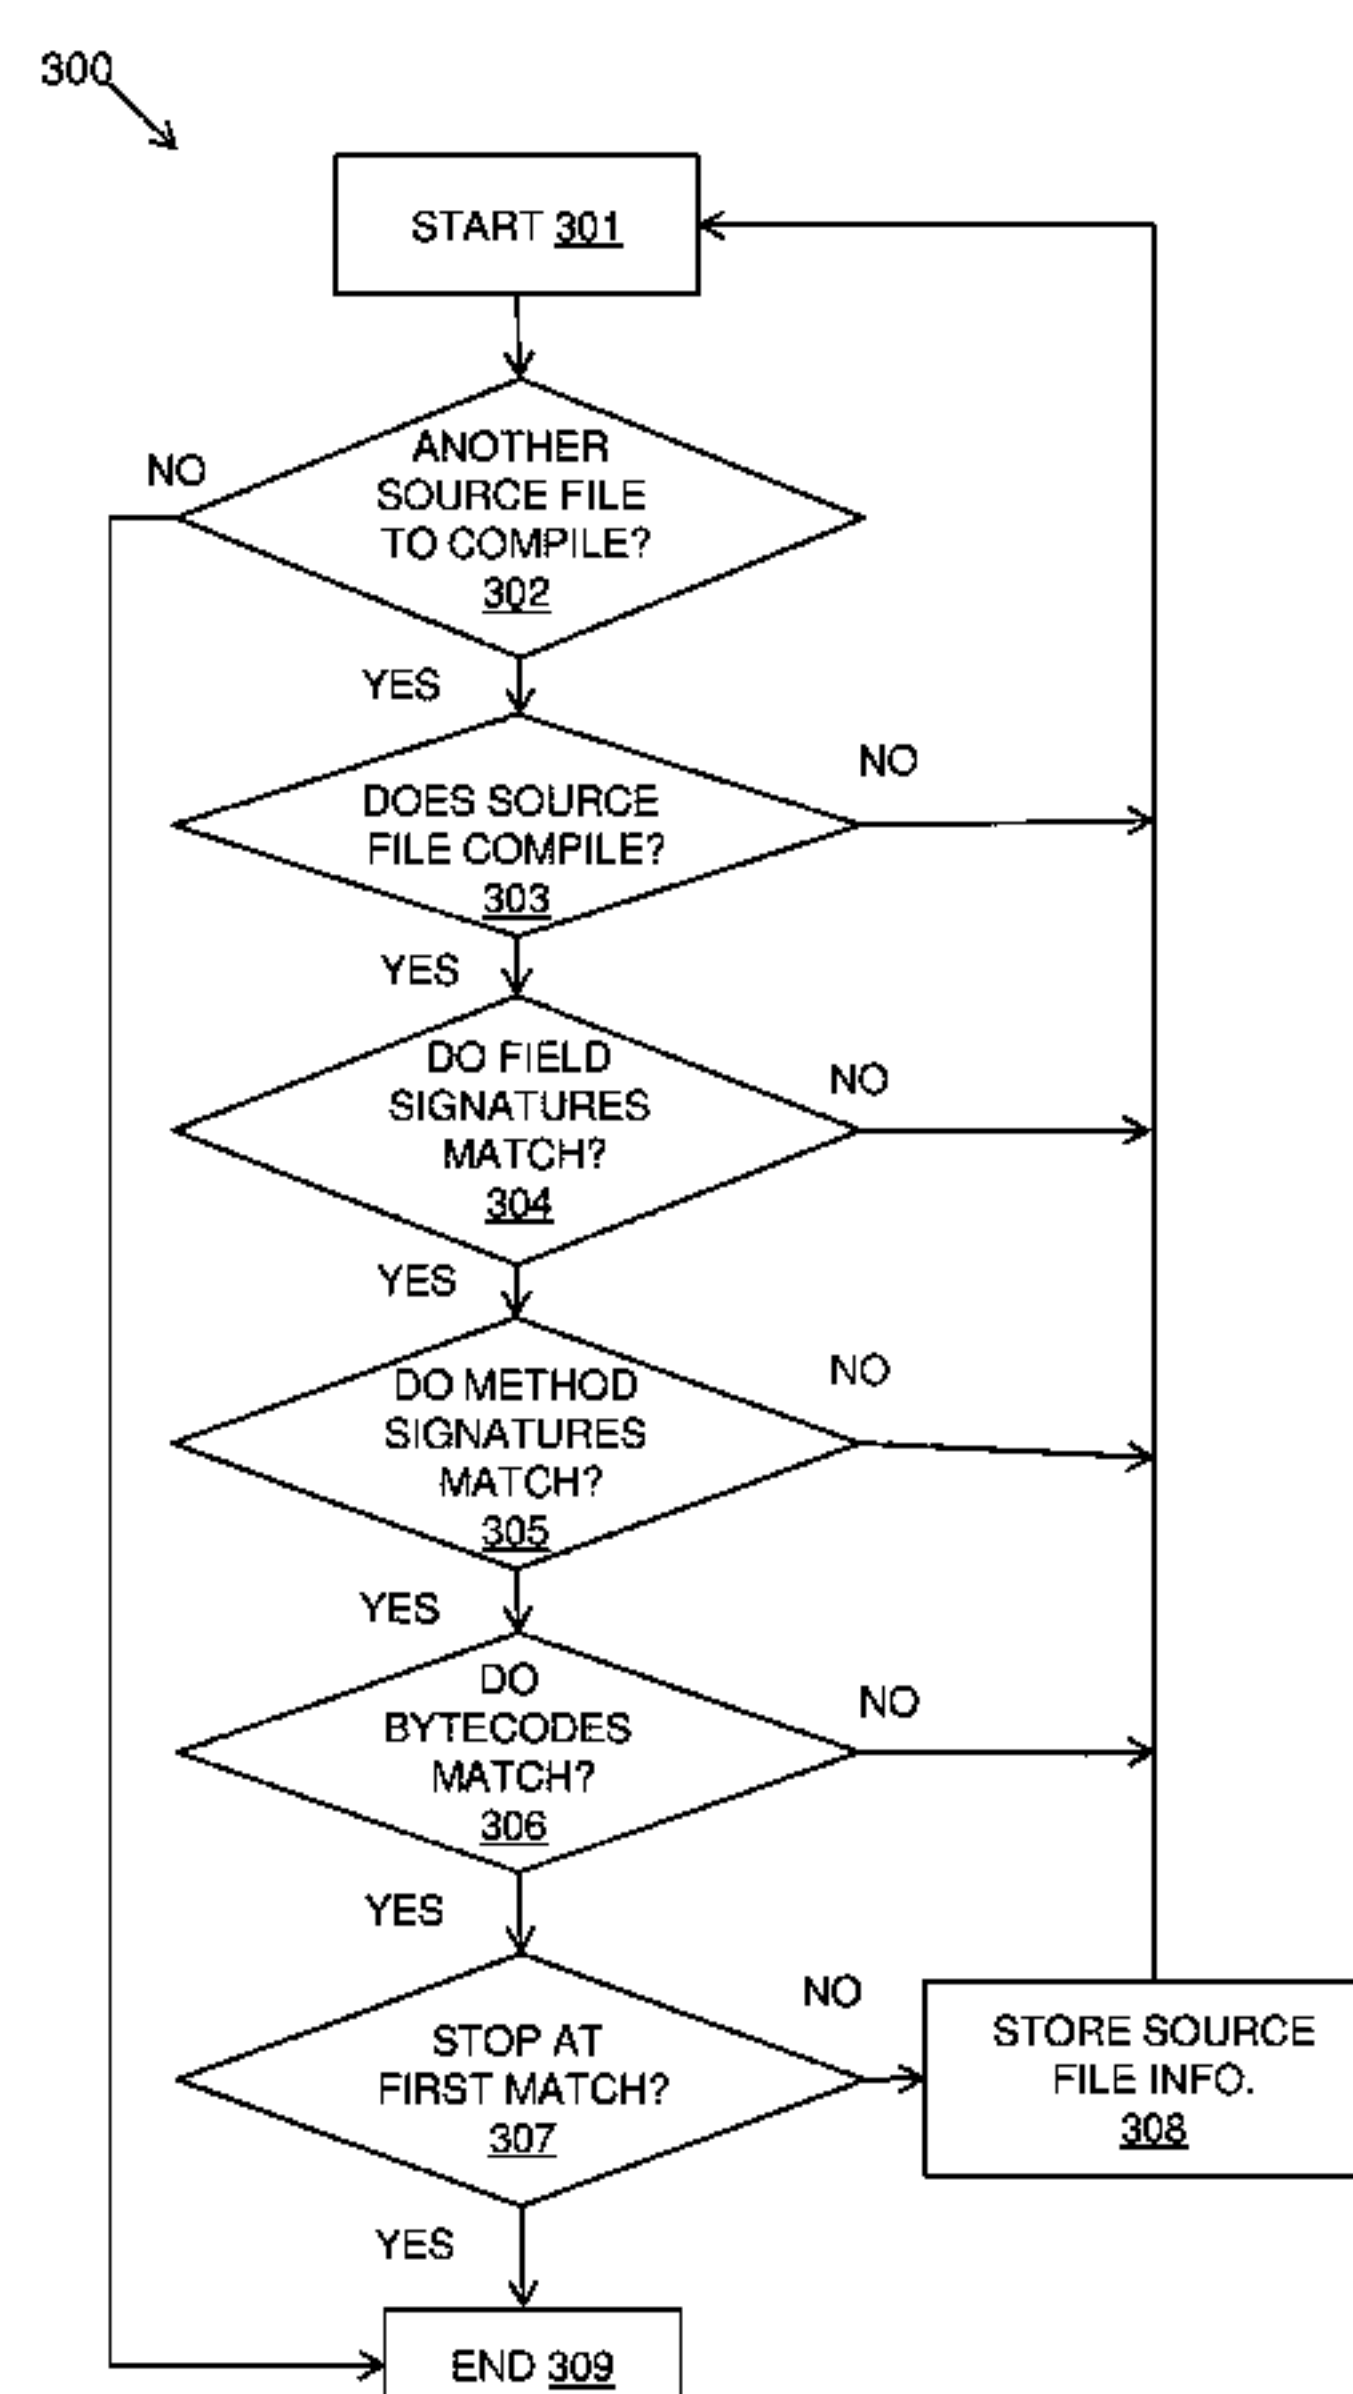 300
START 301
NO
ANOTHER
SOURCE FILE
TO COMPILE?
302
YES
NO
DOES SOURCE
FILE COMPILE?
303
YES
DO FIELD
SIGNATURES
MATCH?
304
NO
YES
DO METHOD
SIGNATURES
MATCH?
305
NO
YES
DO
BYTECODES
MATCH?
306
NO
YES
STOP AT
FIRST MATCH?
307
NO
STORE SOURCE
FILE INFO.
308
YES
END 309